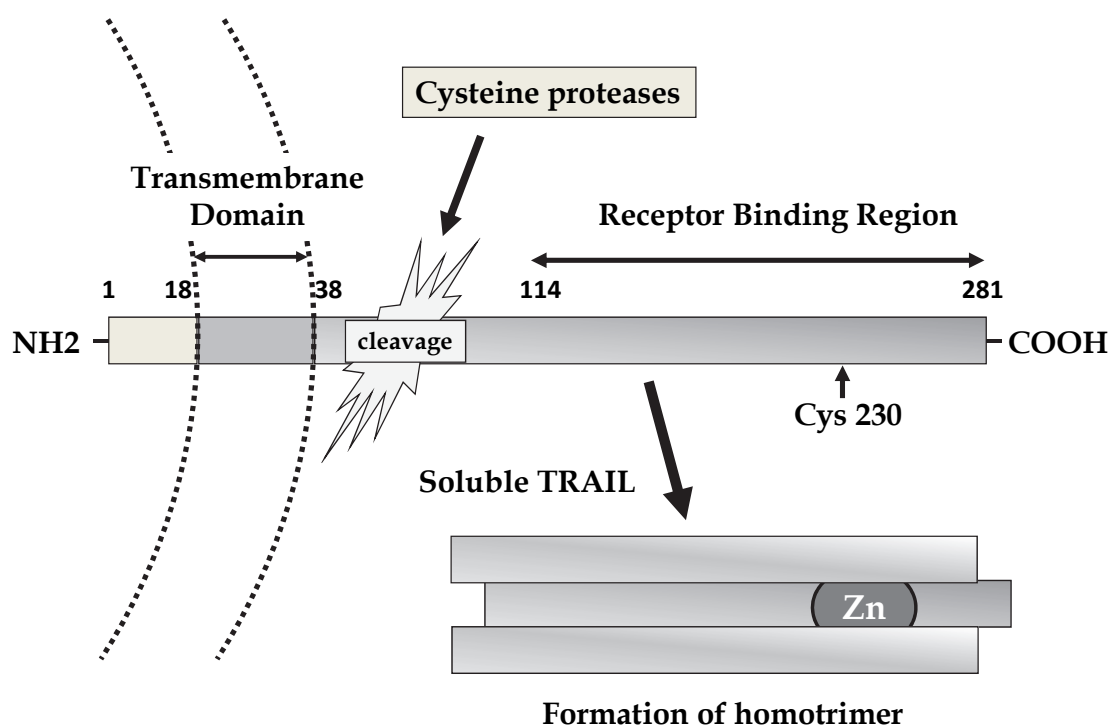 Cysteine proteases
Transmembrane
Domain
Receptor Binding Region
1 18 38 114 281
NH2 cleavage COOH
Cys 230
Soluble TRAIL
Zn
Formation of homotrimer